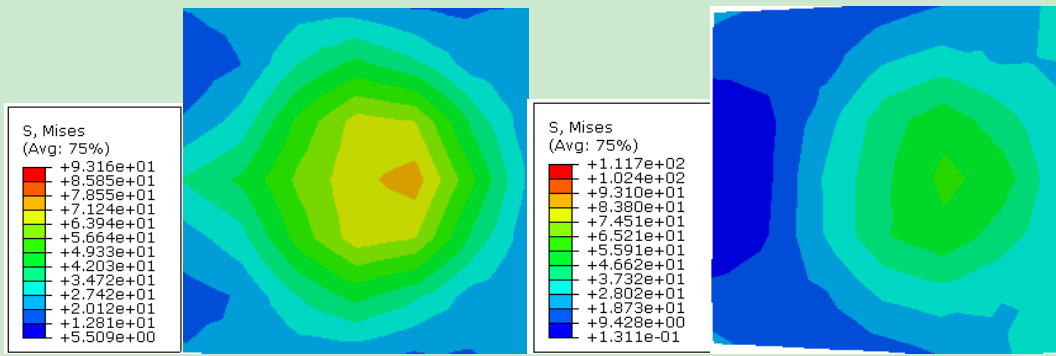 S, Mises
(Avg: 75%)
+9.316e+01
+8.585e+01
+7.855e+01
+7.124e+01
+6.394e+01
+5.664e+01
+4.933e+01
+4.203e+01
+3.472e+01
+2.742e+01
+2.012e+01
+1.281e+01
+5.509e+00
S, Mises
(Avg: 75%)
+1.117e+02
+1.024e+02
+9.310e+01
+8.380e+01
+7.451e+01
+6.521e+01
+5.591e+01
+4.662e+01
+3.732e+01
+2.802e+01
+1.873e+01
+9.428e+00
+1.311e-01